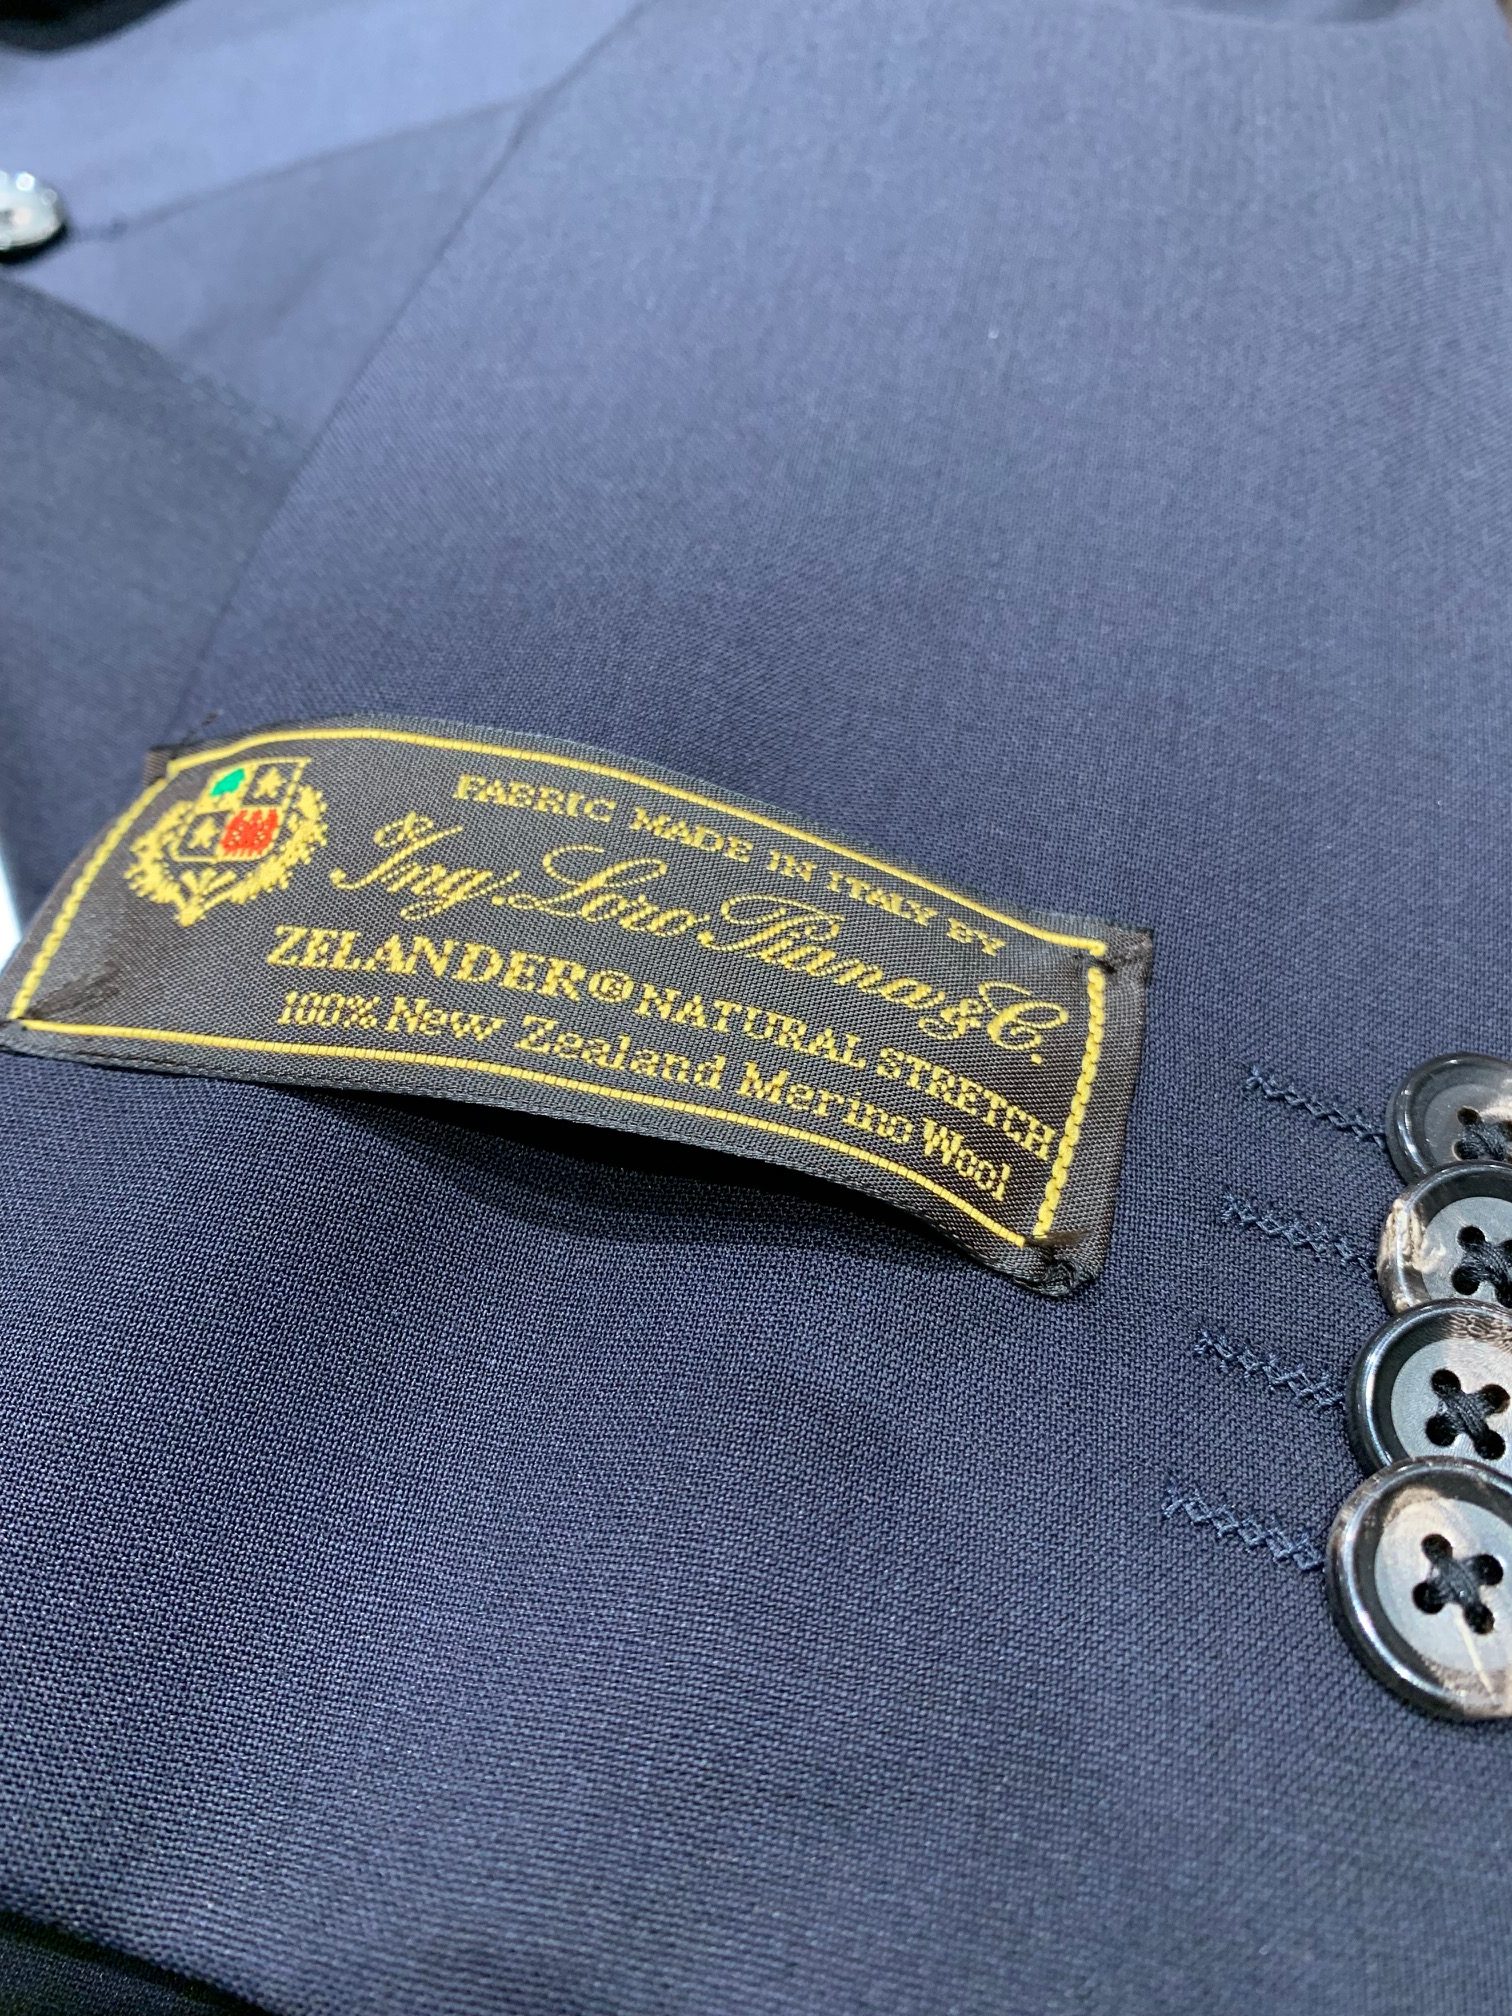 FABRIC MADE IN ITALY BY
Ing. Loro Piana & C.
ZELANDER® NATURAL STRETCH
100% New Zealand Merino Wool